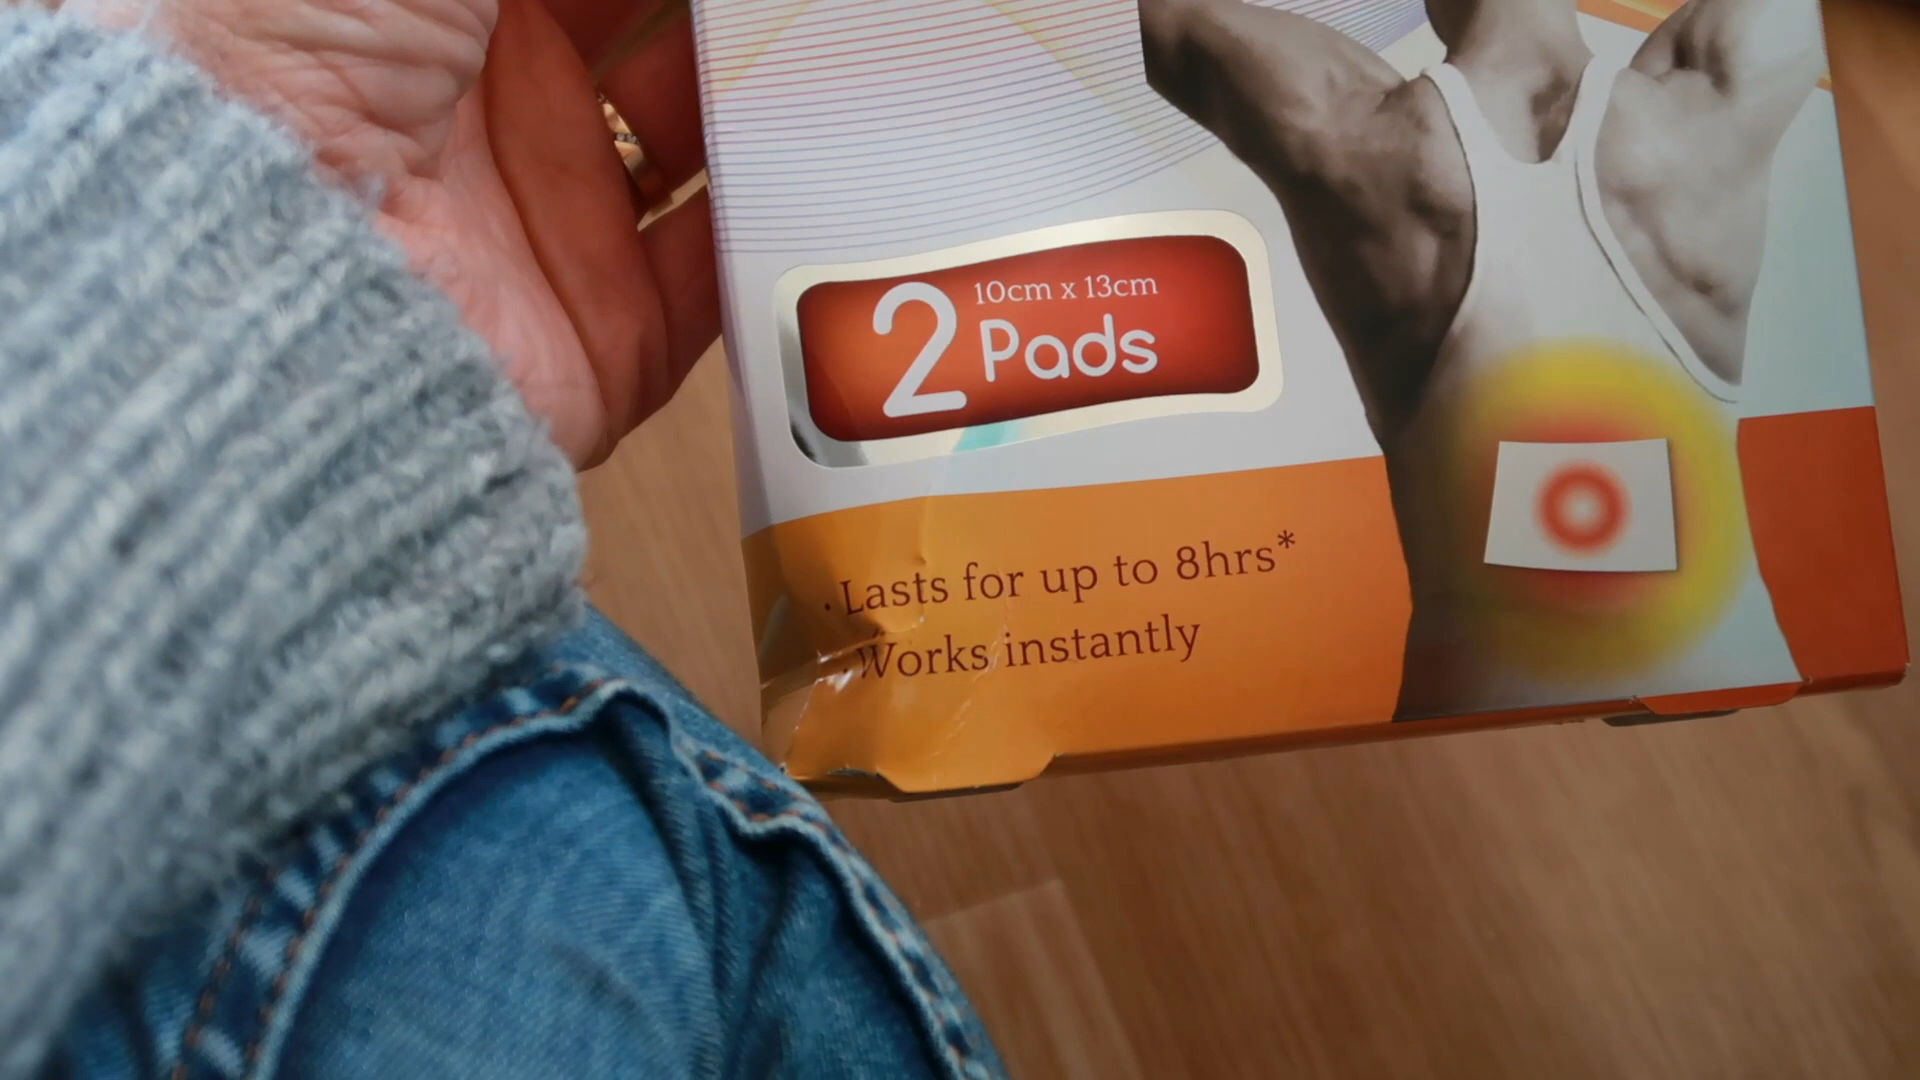 2 10cm x 13cm
Pads
· Lasts for up to 8hrs*
· Works instantly